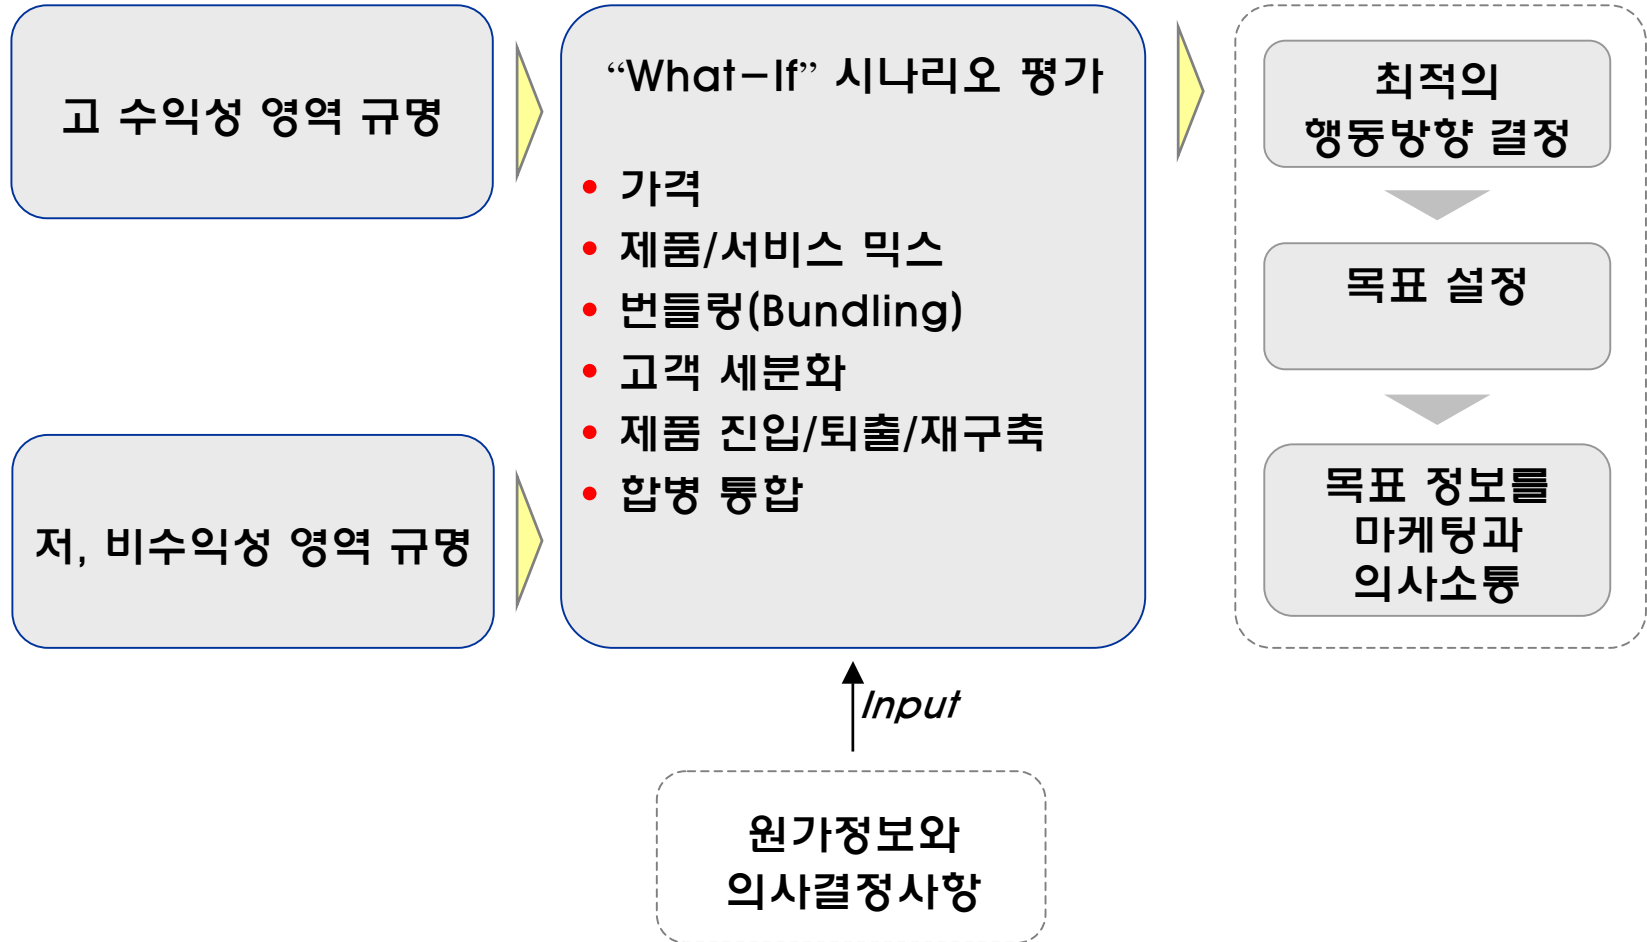 고 수익성 영역 규명
저, 비수익성 영역 규명
“What-If” 시나리오 평가
• 가격
• 제품/서비스 믹스
• 번들링(Bundling)
• 고객 세분화
• 제품 진입/퇴출/재구축
• 합병 통합
Input
원가정보와
의사결정사항
최적의
행동방향 결정
목표 설정
목표 정보를
마케팅과
의사소통